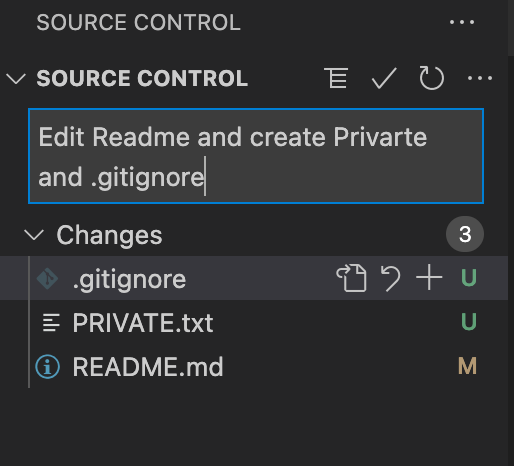 SOURCE CONTROL
SOURCE CONTROL
Edit Readme and create Privarte
and .gitignore
Changes 3
.gitignore U
PRIVATE.txt U
README.md M